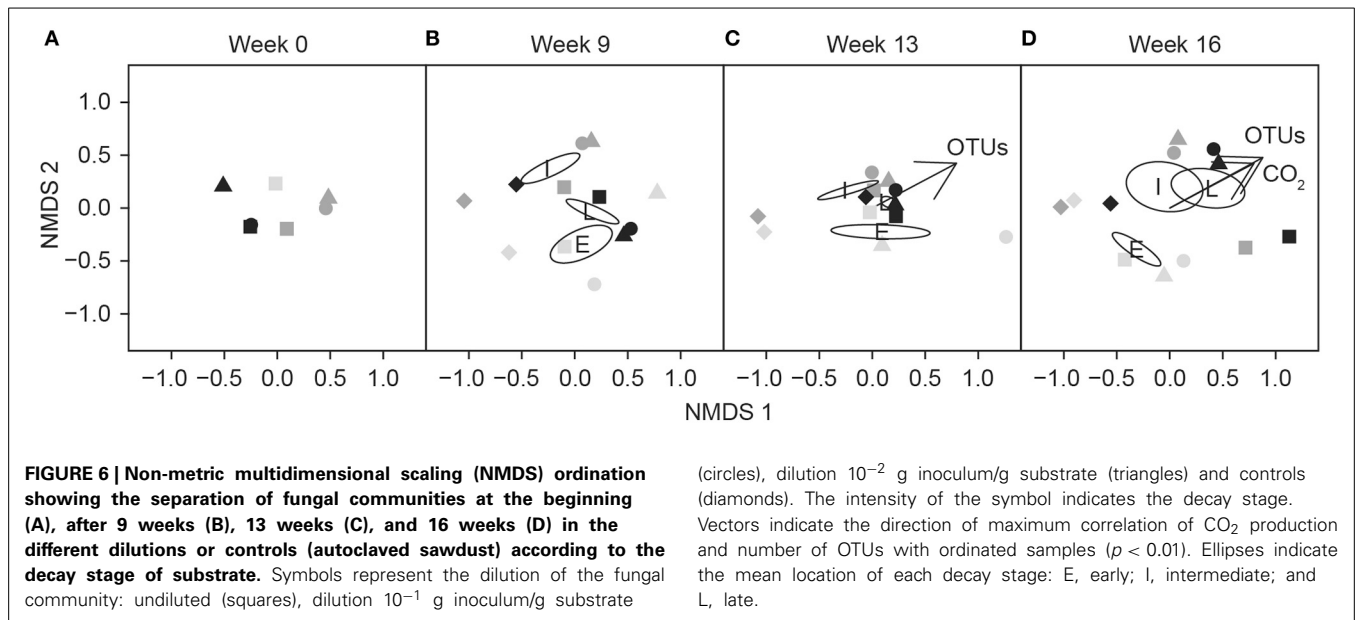 A Week 0 B Week 9 C Week 13 D Week 16
1.0
0.5
0.0
−0.5
−1.0
NMDS 2
I
L
E
OTUs
I
L
E
OTUs
CO₂
I
L
E
−1.0 −0.5 0.0 0.5 1.0 −1.0 −0.5 0.0 0.5 1.0 −1.0 −0.5 0.0 0.5 1.0 −1.0 −0.5 0.0 0.5 1.0
NMDS 1
FIGURE 6 | Non-metric multidimensional scaling (NMDS) ordination
showing the separation of fungal communities at the beginning
(A), after 9 weeks (B), 13 weeks (C), and 16 weeks (D) in the
different dilutions or controls (autoclaved sawdust) according to the
decay stage of substrate. Symbols represent the dilution of the fungal
community: undiluted (squares), dilution 10⁻¹ g inoculum/g substrate
(circles), dilution 10⁻² g inoculum/g substrate (triangles) and controls
(diamonds). The intensity of the symbol indicates the decay stage.
Vectors indicate the direction of maximum correlation of CO₂ production
and number of OTUs with ordinated samples (p < 0.01). Ellipses indicate
the mean location of each decay stage: E, early; I, intermediate; and
L, late.